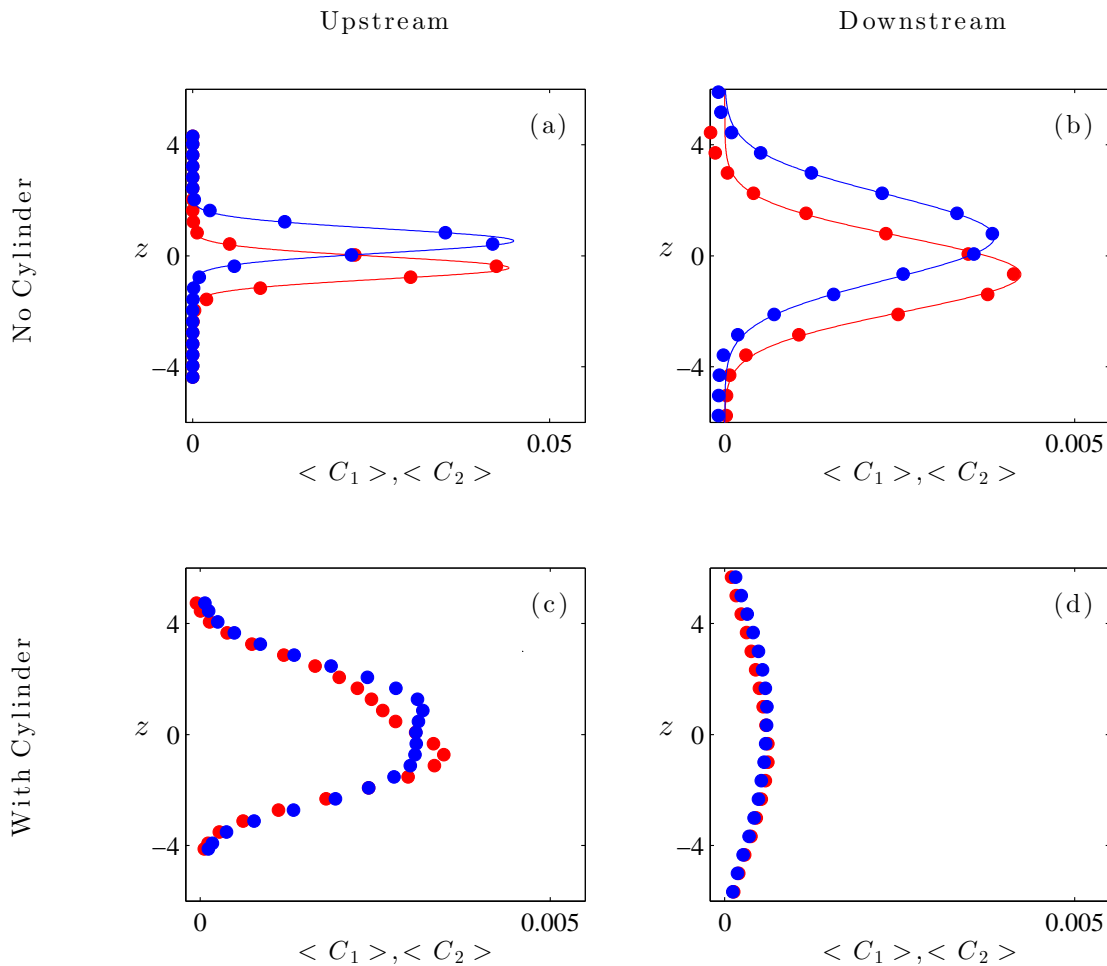 Upstream
Downstream
No Cylinder
(a)
4
z
0
−4
0
0.05
< C1 >, < C2 >
(b)
4
z
0
−4
0
0.005
< C1 >, < C2 >
With Cylinder
(c)
4
z
0
−4
0
0.005
< C1 >, < C2 >
(d)
4
z
0
−4
0
0.005
< C1 >, < C2 >